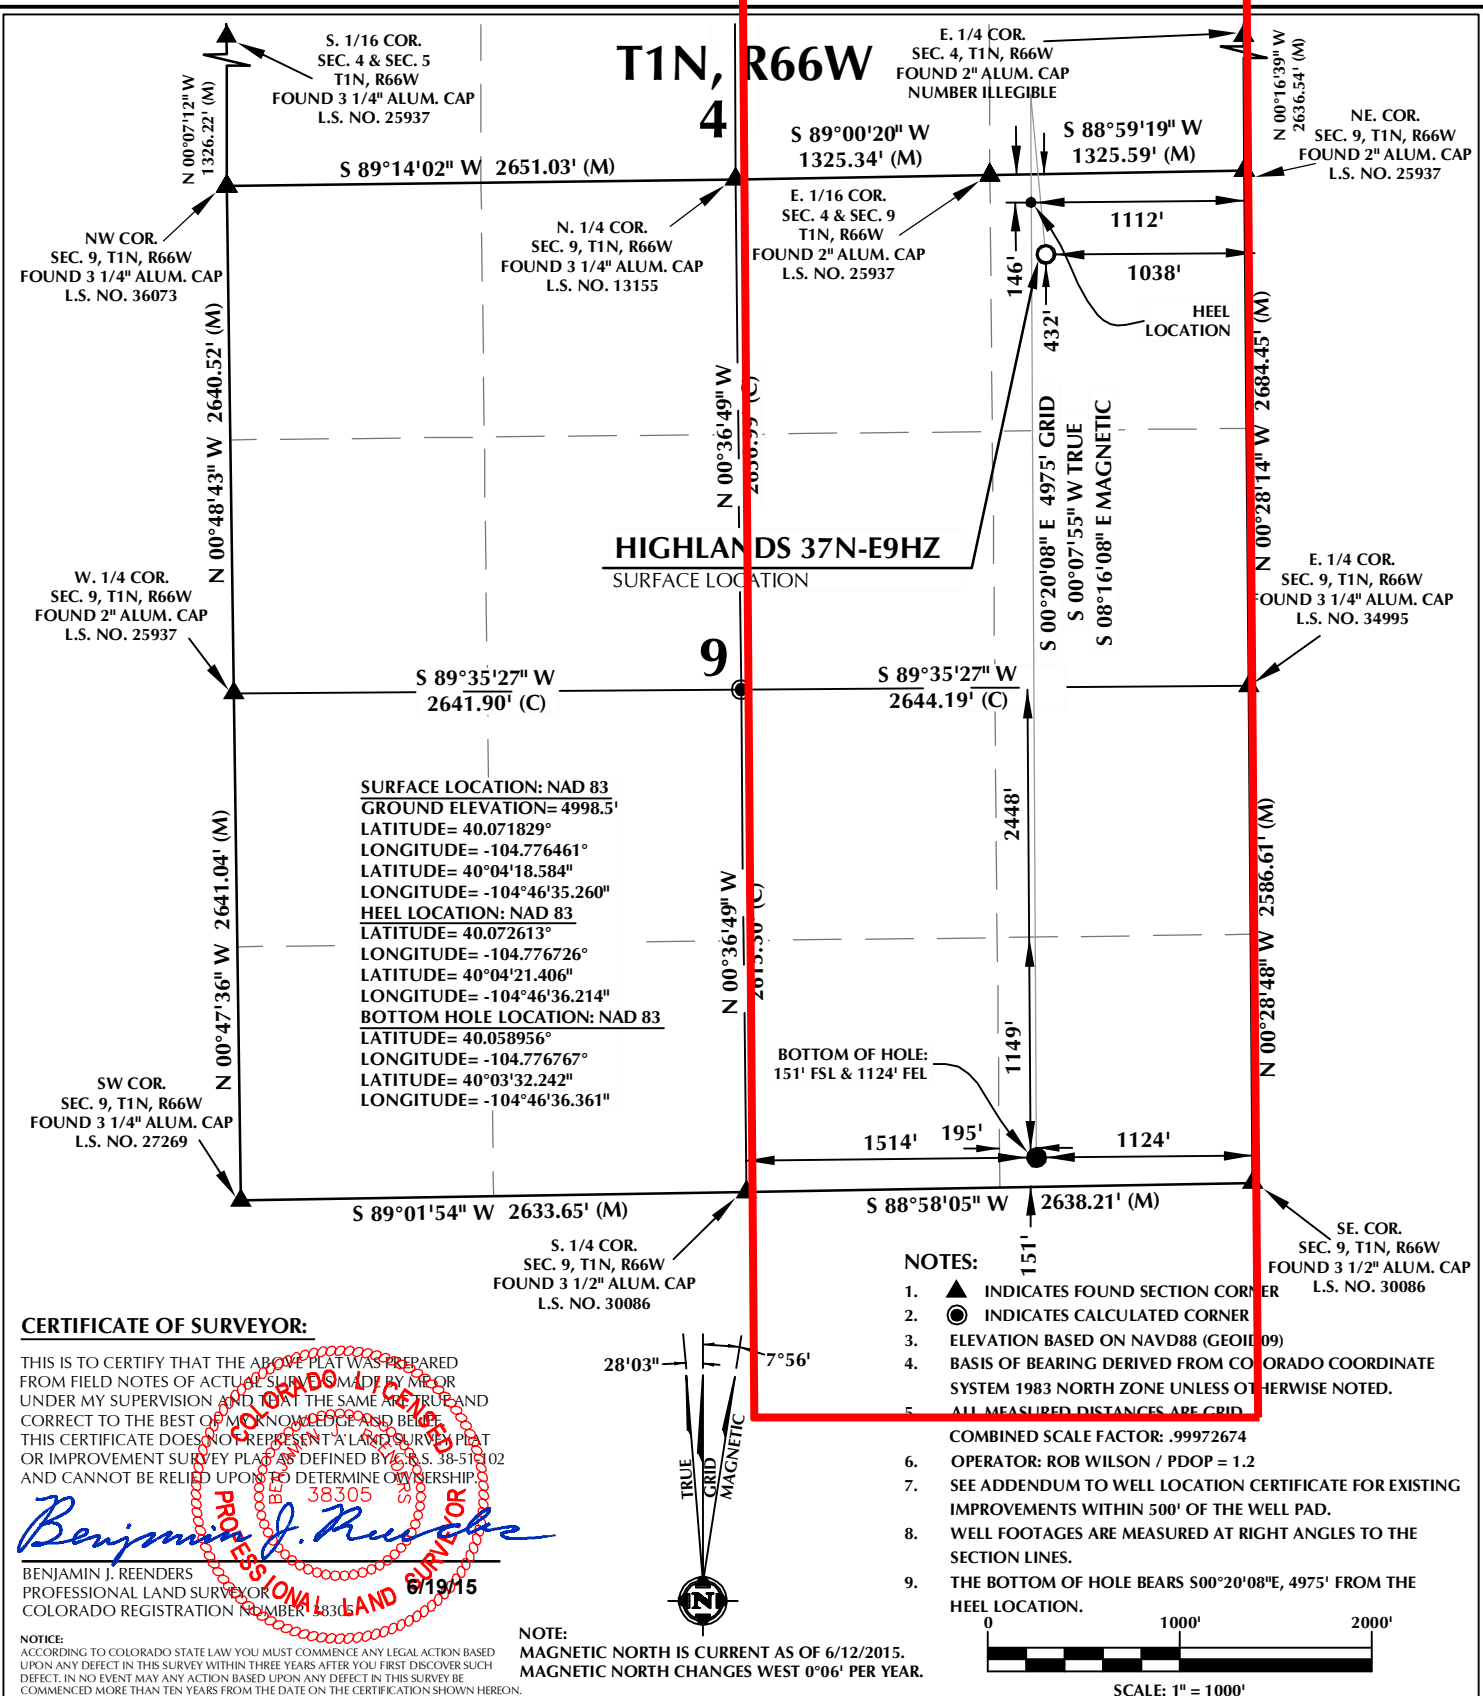 T1N, R66W
4
S. 1/16 COR.
SEC. 4 & SEC. 5
T1N, R66W
FOUND 3 1/4" ALUM. CAP
L.S. NO. 25937
N 00°07'12" W
1326.22' (M)
E. 1/4 COR.
SEC. 4, T1N, R66W
FOUND 2" ALUM. CAP
NUMBER ILLEGIBLE
N 00°16'39" W
2636.54' (M)
NE. COR.
SEC. 9, T1N, R66W
FOUND 2" ALUM. CAP
L.S. NO. 25937
S 89°14'02" W 2651.03' (M)
S 89°00'20" W
1325.34' (M)
S 88°59'19" W
1325.59' (M)
NW COR.
SEC. 9, T1N, R66W
FOUND 3 1/4" ALUM. CAP
L.S. NO. 36073
N. 1/4 COR.
SEC. 9, T1N, R66W
FOUND 3 1/4" ALUM. CAP
L.S. NO. 13155
E. 1/16 COR.
SEC. 4 & SEC. 9
T1N, R66W
FOUND 2" ALUM. CAP
L.S. NO. 25937
1112'
1038'
146'
432'
HEEL
LOCATION
N 00°48'43" W 2640.52' (M)
N 00°36'49" W
(C)
S 00°20'08" E 4975' GRID
S 00°07'55" W TRUE
S 08°16'08" E MAGNETIC
N 00°28'14" W 2684.45' (M)
HIGHLANDS 37N-E9HZ
SURFACE LOCATION
W. 1/4 COR.
SEC. 9, T1N, R66W
FOUND 2" ALUM. CAP
L.S. NO. 25937
E. 1/4 COR.
SEC. 9, T1N, R66W
FOUND 3 1/4" ALUM. CAP
L.S. NO. 34995
9
S 89°35'27" W
2641.90' (C)
S 89°35'27" W
2644.19' (C)
SURFACE LOCATION: NAD 83
GROUND ELEVATION= 4998.5'
LATITUDE= 40.071829°
LONGITUDE= -104.776461°
LATITUDE= 40°04'18.584"
LONGITUDE= -104°46'35.260"
HEEL LOCATION: NAD 83
LATITUDE= 40.072613°
LONGITUDE= -104.776726°
LATITUDE= 40°04'21.406"
LONGITUDE= -104°46'36.214"
BOTTOM HOLE LOCATION: NAD 83
LATITUDE= 40.058956°
LONGITUDE= -104.776767°
LATITUDE= 40°03'32.242"
LONGITUDE= -104°46'36.361"
N 00°47'36" W 2641.04' (M)
N 00°36'49" W
(C)
2448'
1149'
N 00°28'48" W 2586.61' (M)
BOTTOM OF HOLE:
151' FSL & 1124' FEL
SW COR.
SEC. 9, T1N, R66W
FOUND 3 1/4" ALUM. CAP
L.S. NO. 27269
1514'
195'
1124'
S 89°01'54" W 2633.65' (M)
S 88°58'05" W 2638.21' (M)
151'
S. 1/4 COR.
SEC. 9, T1N, R66W
FOUND 3 1/2" ALUM. CAP
L.S. NO. 30086
SE. COR.
SEC. 9, T1N, R66W
FOUND 3 1/2" ALUM. CAP
L.S. NO. 30086
NOTES:
1. INDICATES FOUND SECTION CORNER
2. INDICATES CALCULATED CORNER
3. ELEVATION BASED ON NAVD88 (GEOID 09)
4. BASIS OF BEARING DERIVED FROM COLORADO COORDINATE
SYSTEM 1983 NORTH ZONE UNLESS OTHERWISE NOTED.
5. ALL MEASURED DISTANCES ARE GRID
COMBINED SCALE FACTOR: .99972674
6. OPERATOR: ROB WILSON / PDOP = 1.2
7. SEE ADDENDUM TO WELL LOCATION CERTIFICATE FOR EXISTING
IMPROVEMENTS WITHIN 500' OF THE WELL PAD.
8. WELL FOOTAGES ARE MEASURED AT RIGHT ANGLES TO THE
SECTION LINES.
9. THE BOTTOM OF HOLE BEARS S00°20'08"E, 4975' FROM THE
HEEL LOCATION.
CERTIFICATE OF SURVEYOR:
THIS IS TO CERTIFY THAT THE ABOVE PLAT WAS PREPARED
FROM FIELD NOTES OF ACTUAL SURVEYS MADE BY ME OR
UNDER MY SUPERVISION AND THAT THE SAME ARE TRUE AND
CORRECT TO THE BEST OF MY KNOWLEDGE AND BELIEF.
THIS CERTIFICATE DOES NOT REPRESENT A LAND SURVEY PLAT
OR IMPROVEMENT SURVEY PLAT AS DEFINED BY C.R.S. 38-51-102
AND CANNOT BE RELIED UPON TO DETERMINE OWNERSHIP.
COLORADO LICENSED
PROFESSIONAL LAND SURVEYOR
BENJAMIN J. REENDERS
38305
Benjamin J. Reenders
6/19/15
BENJAMIN J. REENDERS
PROFESSIONAL LAND SURVEYOR
COLORADO REGISTRATION NUMBER 38305
NOTICE:
ACCORDING TO COLORADO STATE LAW YOU MUST COMMENCE ANY LEGAL ACTION BASED
UPON ANY DEFECT IN THIS SURVEY WITHIN THREE YEARS AFTER YOU FIRST DISCOVER SUCH
DEFECT. IN NO EVENT MAY ANY ACTION BASED UPON ANY DEFECT IN THIS SURVEY BE
COMMENCED MORE THAN TEN YEARS FROM THE DATE ON THE CERTIFICATION SHOWN HEREON.
28'03"
7°56'
TRUE
GRID
MAGNETIC
N
NOTE:
MAGNETIC NORTH IS CURRENT AS OF 6/12/2015.
MAGNETIC NORTH CHANGES WEST 0°06' PER YEAR.
0 1000' 2000'
SCALE: 1" = 1000'